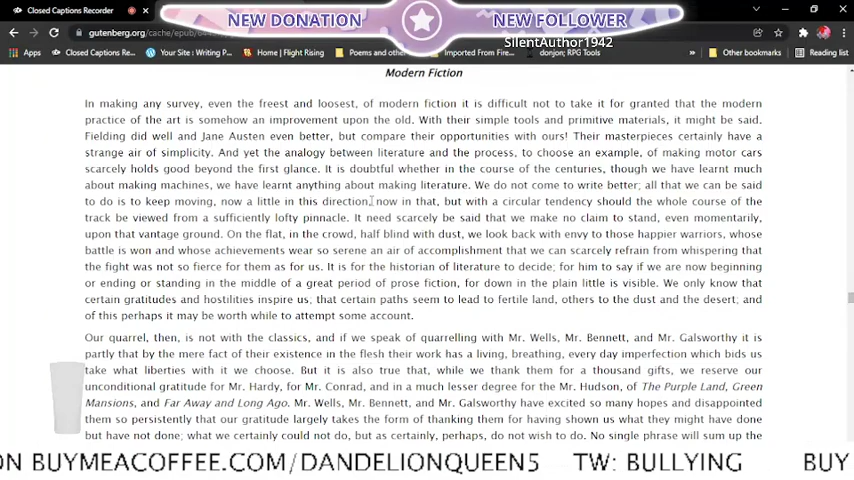 Closed Captions Recorder
NEW DONATION
NEW FOLLOWER
SilentAuthor1942
gutenberg.org/cache/epub/64
Apps
Closed Captions Rec...
Your Site : Writing P...
Home | Flight Rising
Poems and other
Imported From Fire...
donjon; RPG Tools
»
Other bookmarks
Reading list
Modern Fiction
In making any survey, even the freest and loosest, of modern fiction it is difficult not to take it for granted that the modern
practice of the art is somehow an improvement upon the old. With their simple tools and primitive materials, it might be said.
Fielding did well and Jane Austen even better, but compare their opportunities with ours! Their masterpieces certainly have a
strange air of simplicity. And yet the analogy between literature and the process, to choose an example, of making motor cars
scarcely holds good beyond the first glance. It is doubtful whether in the course of the centuries, though we have learnt much
about making machines, we have learnt anything about making literature. We do not come to write better; all that we can be said
to do is to keep moving, now a little in this direction, now in that, but with a circular tendency should the whole course of the
track be viewed from a sufficiently lofty pinnacle. It need scarcely be said that we make no claim to stand, even momentarily,
upon that vantage ground. On the flat, in the crowd, half blind with dust, we look back with envy to those happier warriors, whose
battle is won and whose achievements wear so serene an air of accomplishment that we can scarcely refrain from whispering that
the fight was not so fierce for them as for us. It is for the historian of literature to decide; for him to say if we are now beginning
or ending or standing in the middle of a great period of prose fiction, for down in the plain little is visible. We only know that
certain gratitudes and hostilities inspire us; that certain paths seem to lead to fertile land, others to the dust and the desert; and
of this perhaps it may be worth while to attempt some account.
Our quarrel, then, is not with the classics, and if we speak of quarrelling with Mr. Wells, Mr. Bennett, and Mr. Galsworthy it is
partly that by the mere fact of their existence in the flesh their work has a living, breathing, every day imperfection which bids us
take what liberties with it we choose. But it is also true that, while we thank them for a thousand gifts, we reserve our
unconditional gratitude for Mr. Hardy, for Mr. Conrad, and in a much lesser degree for the Mr. Hudson, of The Purple Land, Green
Mansions, and Far Away and Long Ago. Mr. Wells, Mr. Bennett, and Mr. Galsworthy have excited so many hopes and disappointed
them so persistently that our gratitude largely takes the form of thanking them for having shown us what they might have done
but have not done; what we certainly could not do, but as certainly, perhaps, do not wish to do. No single phrase will sum up the
ON BUYMEACOFFEE.COM/DANDELIONQUEEN5 TW: BULLYING BUY